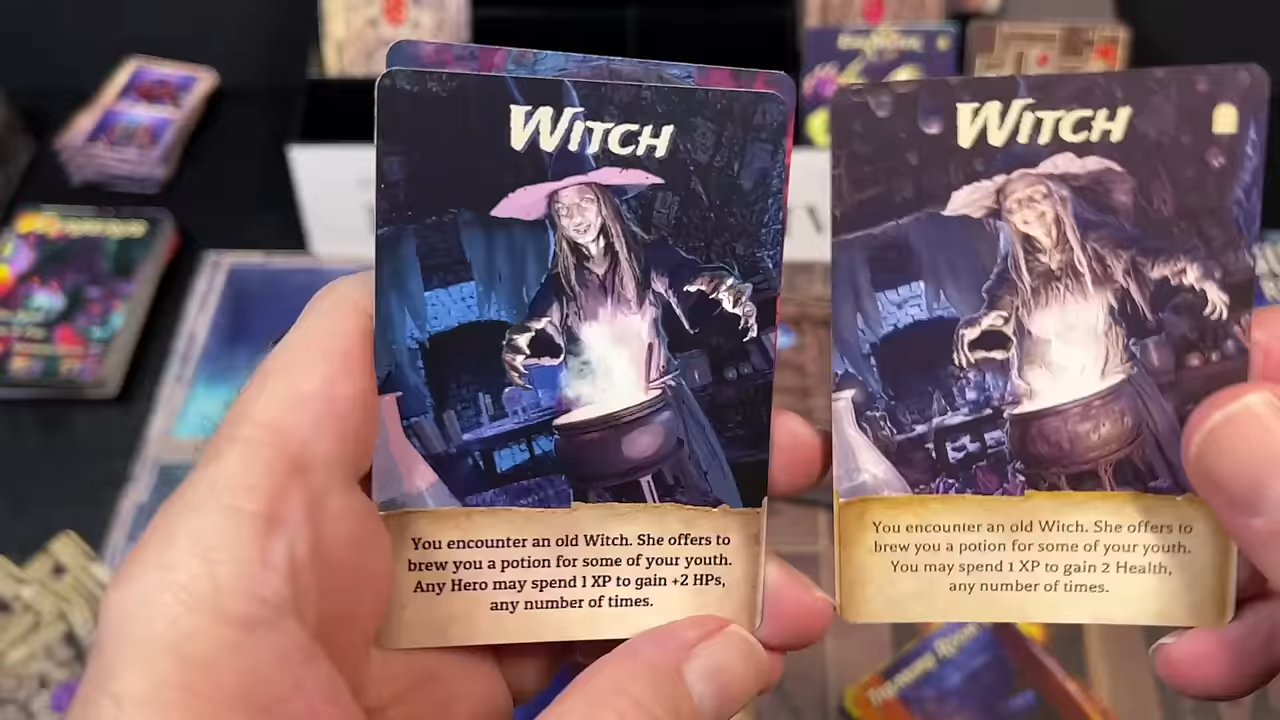 WITCH
You encounter an old Witch. She offers to
brew you a potion for some of your youth.
Any Hero may spend 1 XP to gain +2 HPs,
any number of times.
WITCH
You encounter an old Witch. She offers to
brew you a potion for some of your youth.
You may spend 1 XP to gain 2 Health,
any number of times.
Treasure Room